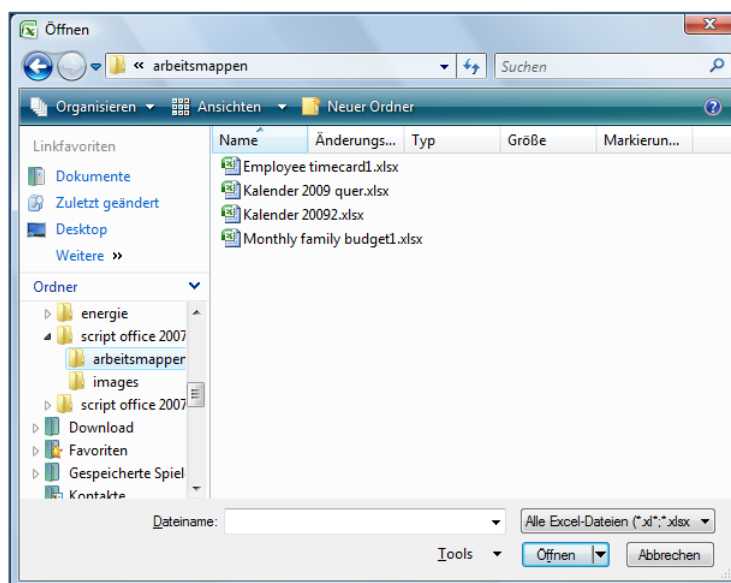 Öffnen
« arbeitsmappen
Suchen
Organisieren Ansichten Neuer Ordner
Linkfavoriten
Dokumente
Zuletzt geändert
Desktop
Weitere »
Ordner
energie
script office 2007
arbeitsmappen
images
script office 2007
Download
Favoriten
Gespeicherte Spiel
Kontakte
Name Änderungs... Typ Größe Markierun...
Employee timecard1.xlsx
Kalender 2009 quer.xlsx
Kalender 20092.xlsx
Monthly family budget1.xlsx
Dateiname:
Alle Excel-Dateien (*.xl*;*.xlsx
Tools Öffnen Abbrechen